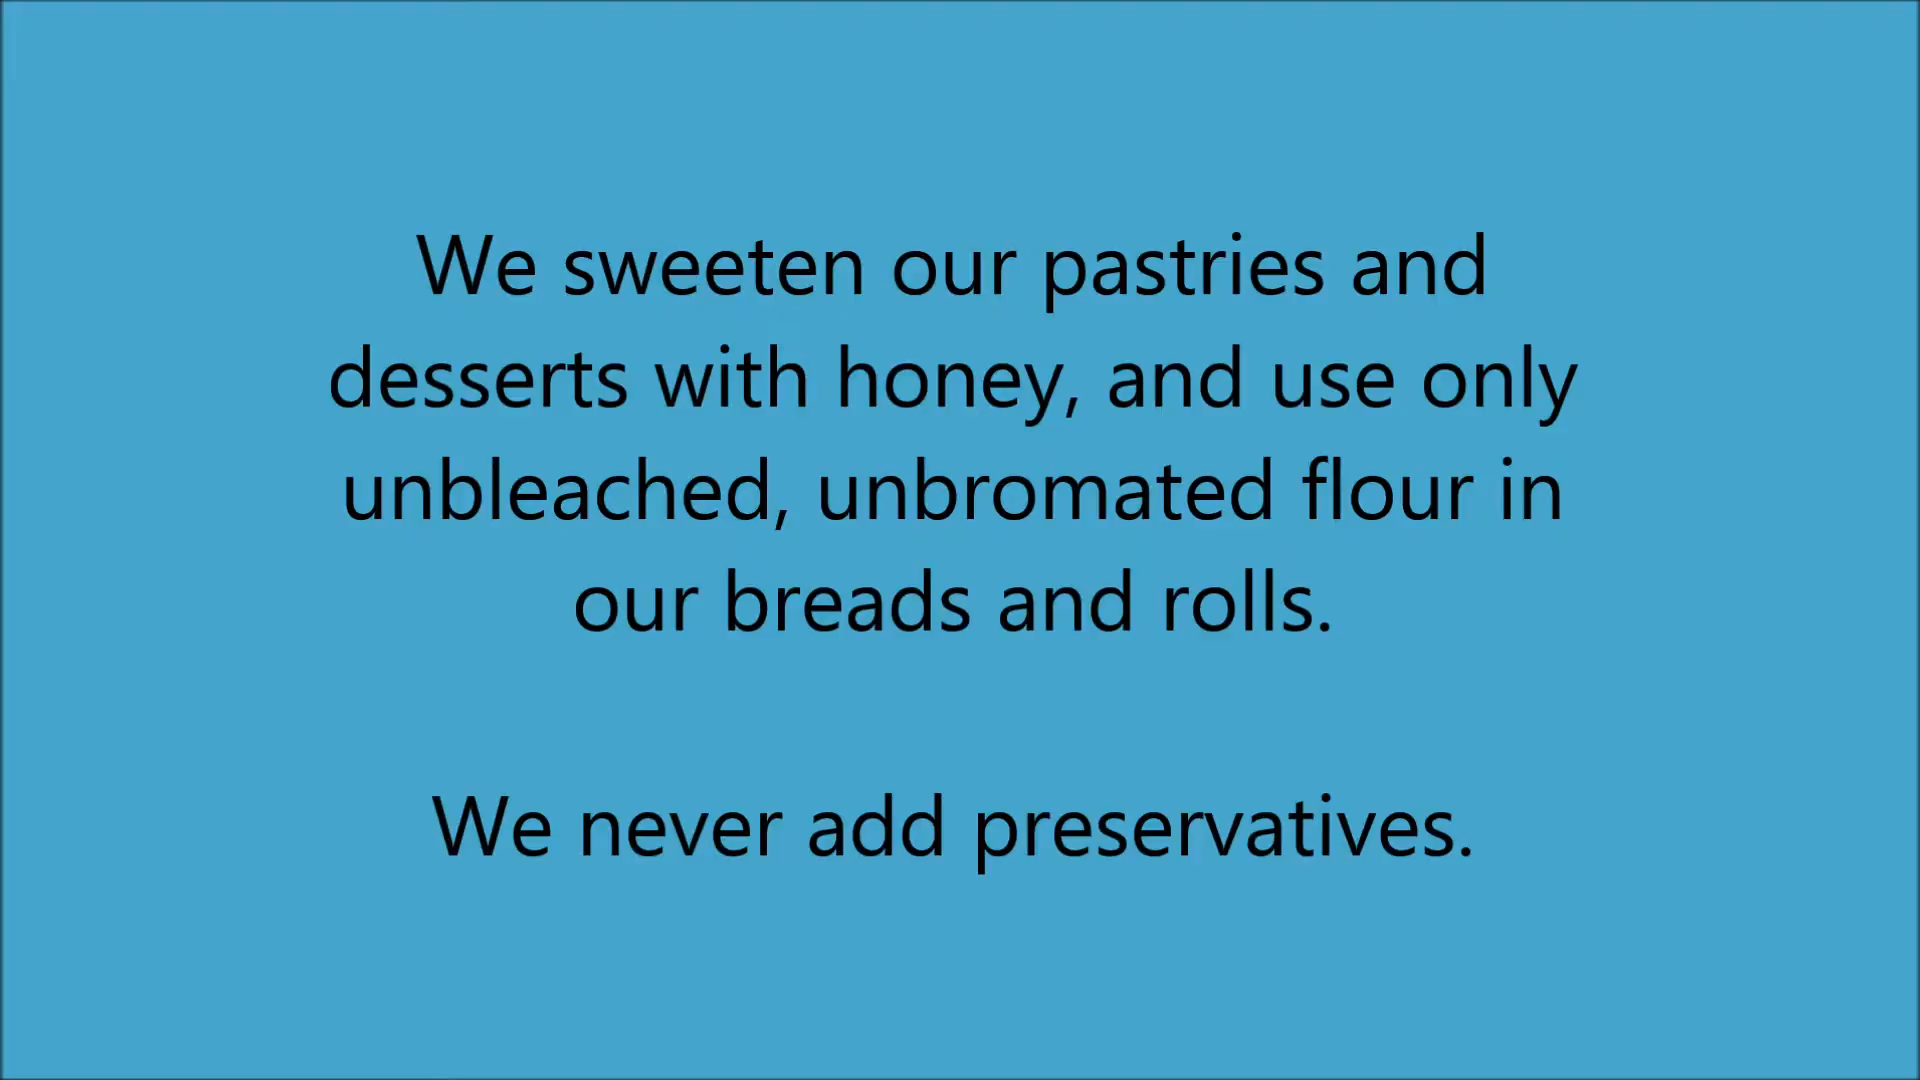 We sweeten our pastries and
desserts with honey, and use only
unbleached, unbromated flour in
our breads and rolls.
We never add preservatives.